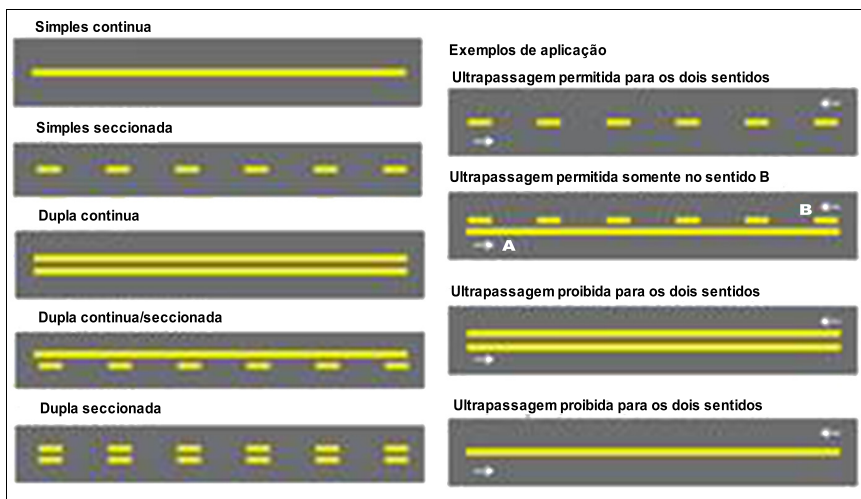 Simples continua
Simples seccionada
Dupla continua
Dupla continua/seccionada
Dupla seccionada
Exemplos de aplicação
Ultrapassagem permitida para os dois sentidos
Ultrapassagem permitida somente no sentido B
B
A
Ultrapassagem proibida para os dois sentidos
Ultrapassagem proibida para os dois sentidos